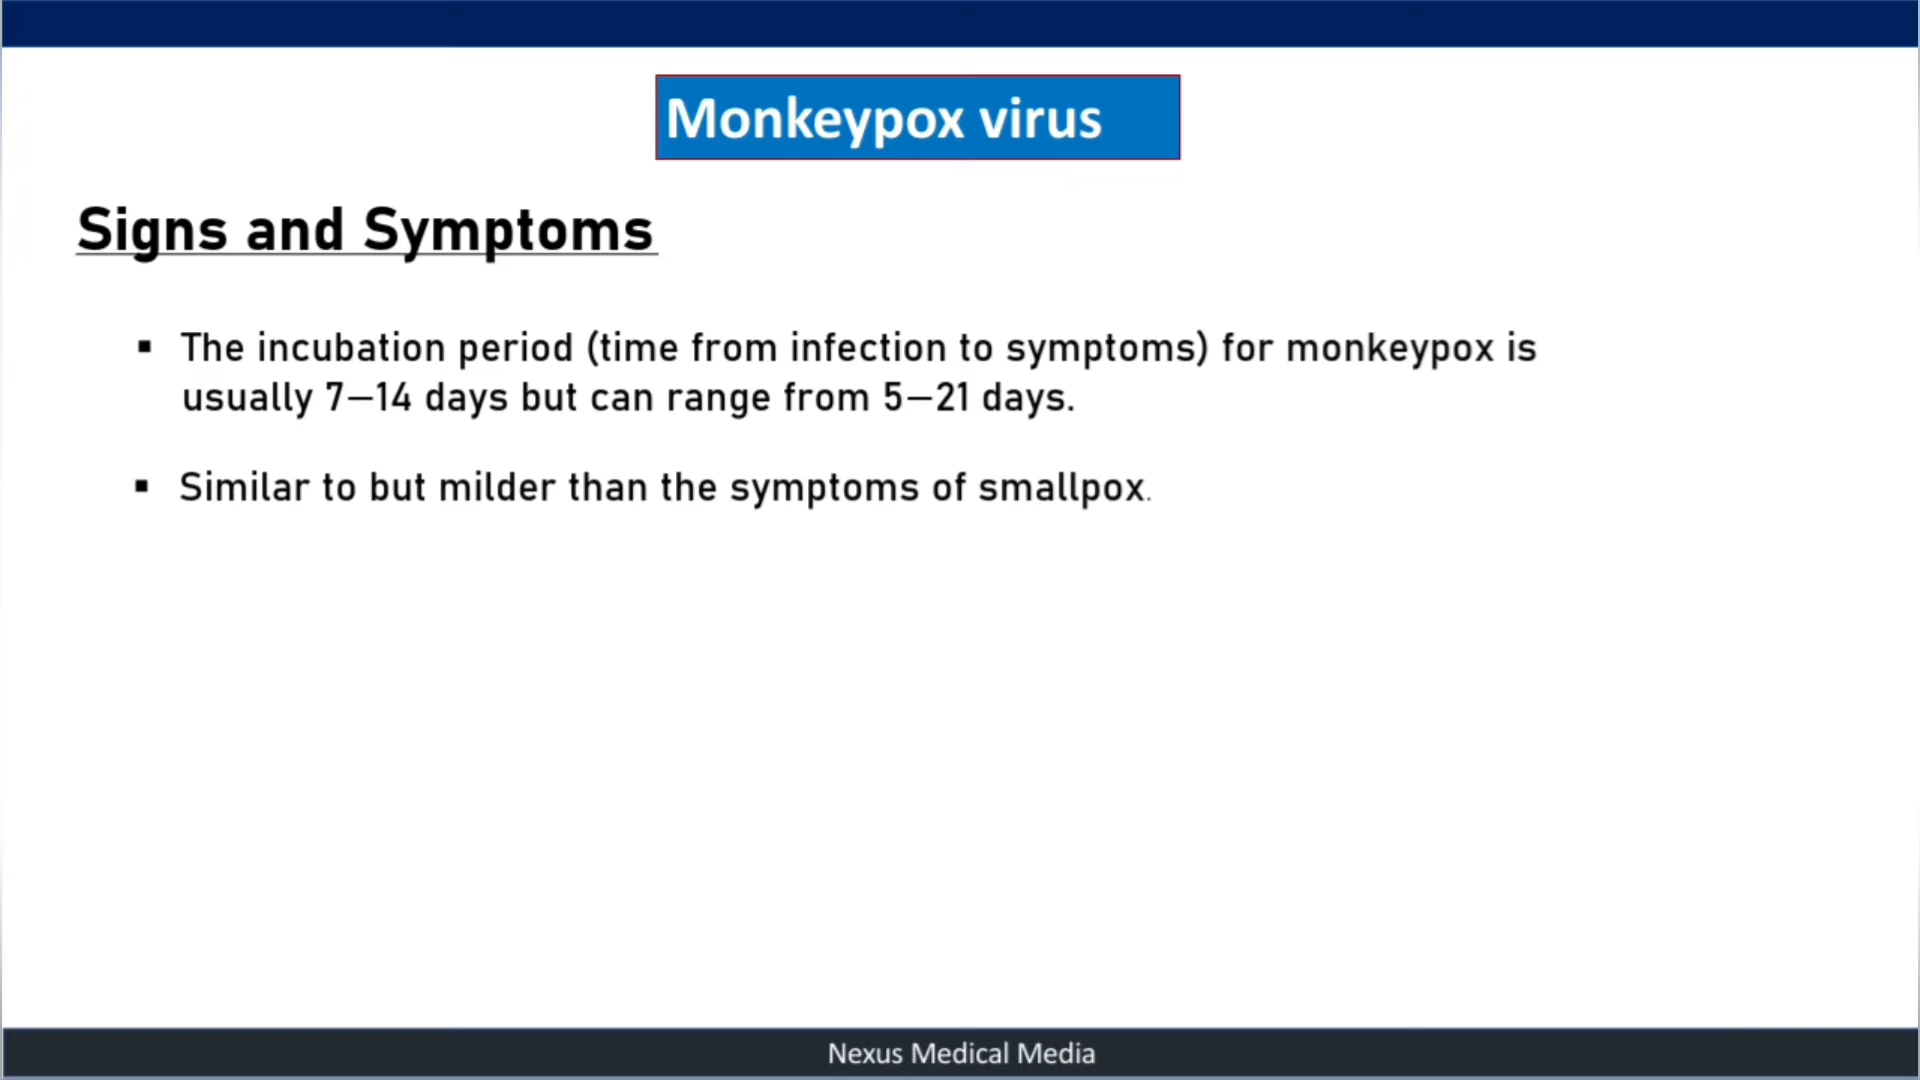 Monkeypox virus
Signs and Symptoms
▪ The incubation period (time from infection to symptoms) for monkeypox is
usually 7–14 days but can range from 5–21 days.
▪ Similar to but milder than the symptoms of smallpox.
Nexus Medical Media